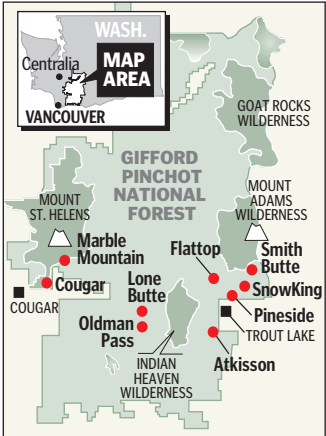 WASH.
Centralia
MAP
AREA
VANCOUVER
GOAT ROCKS
WILDERNESS
GIFFORD
PINCHOT
NATIONAL
FOREST
MOUNT
ST. HELENS
MOUNT
ADAMS
WILDERNESS
Marble
Mountain
Flattop
Smith
Butte
Cougar
COUGAR
Lone
Butte
SnowKing
Pineside
Oldman
Pass
TROUT LAKE
INDIAN
HEAVEN
WILDERNESS
Atkisson